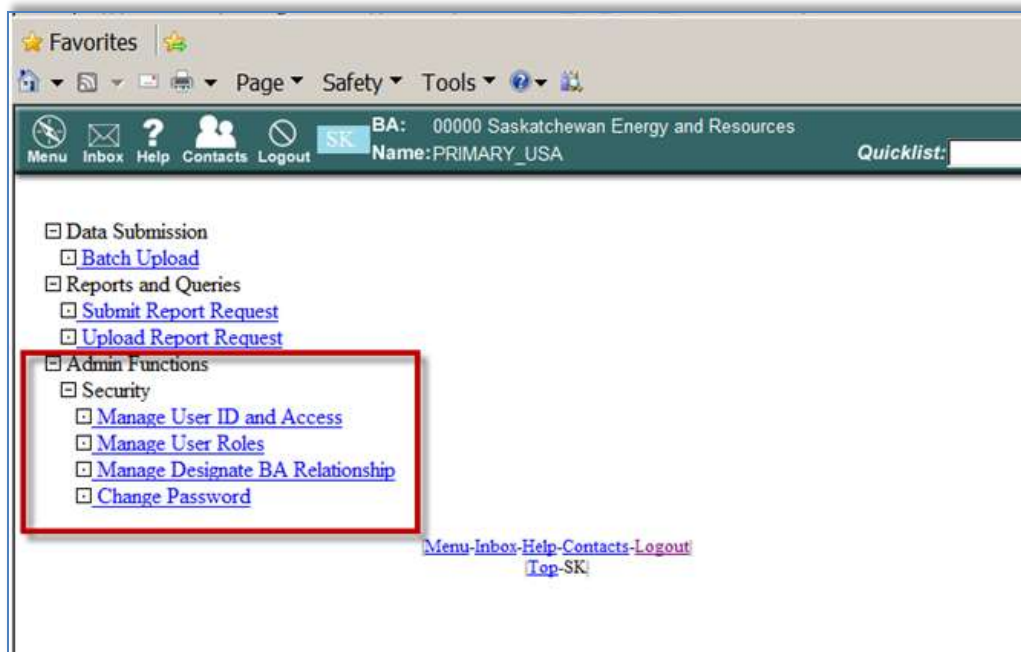 Favorites
Page Safety Tools
Menu Inbox Help Contacts Logout SK BA: 00000 Saskatchewan Energy and Resources
Name: PRIMARY_USA Quicklist:
Data Submission
Batch Upload
Reports and Queries
Submit Report Request
Upload Report Request
Admin Functions
Security
Manage User ID and Access
Manage User Roles
Manage Designate BA Relationship
Change Password
Menu-Inbox-Help-Contacts-Logout
Top-SK